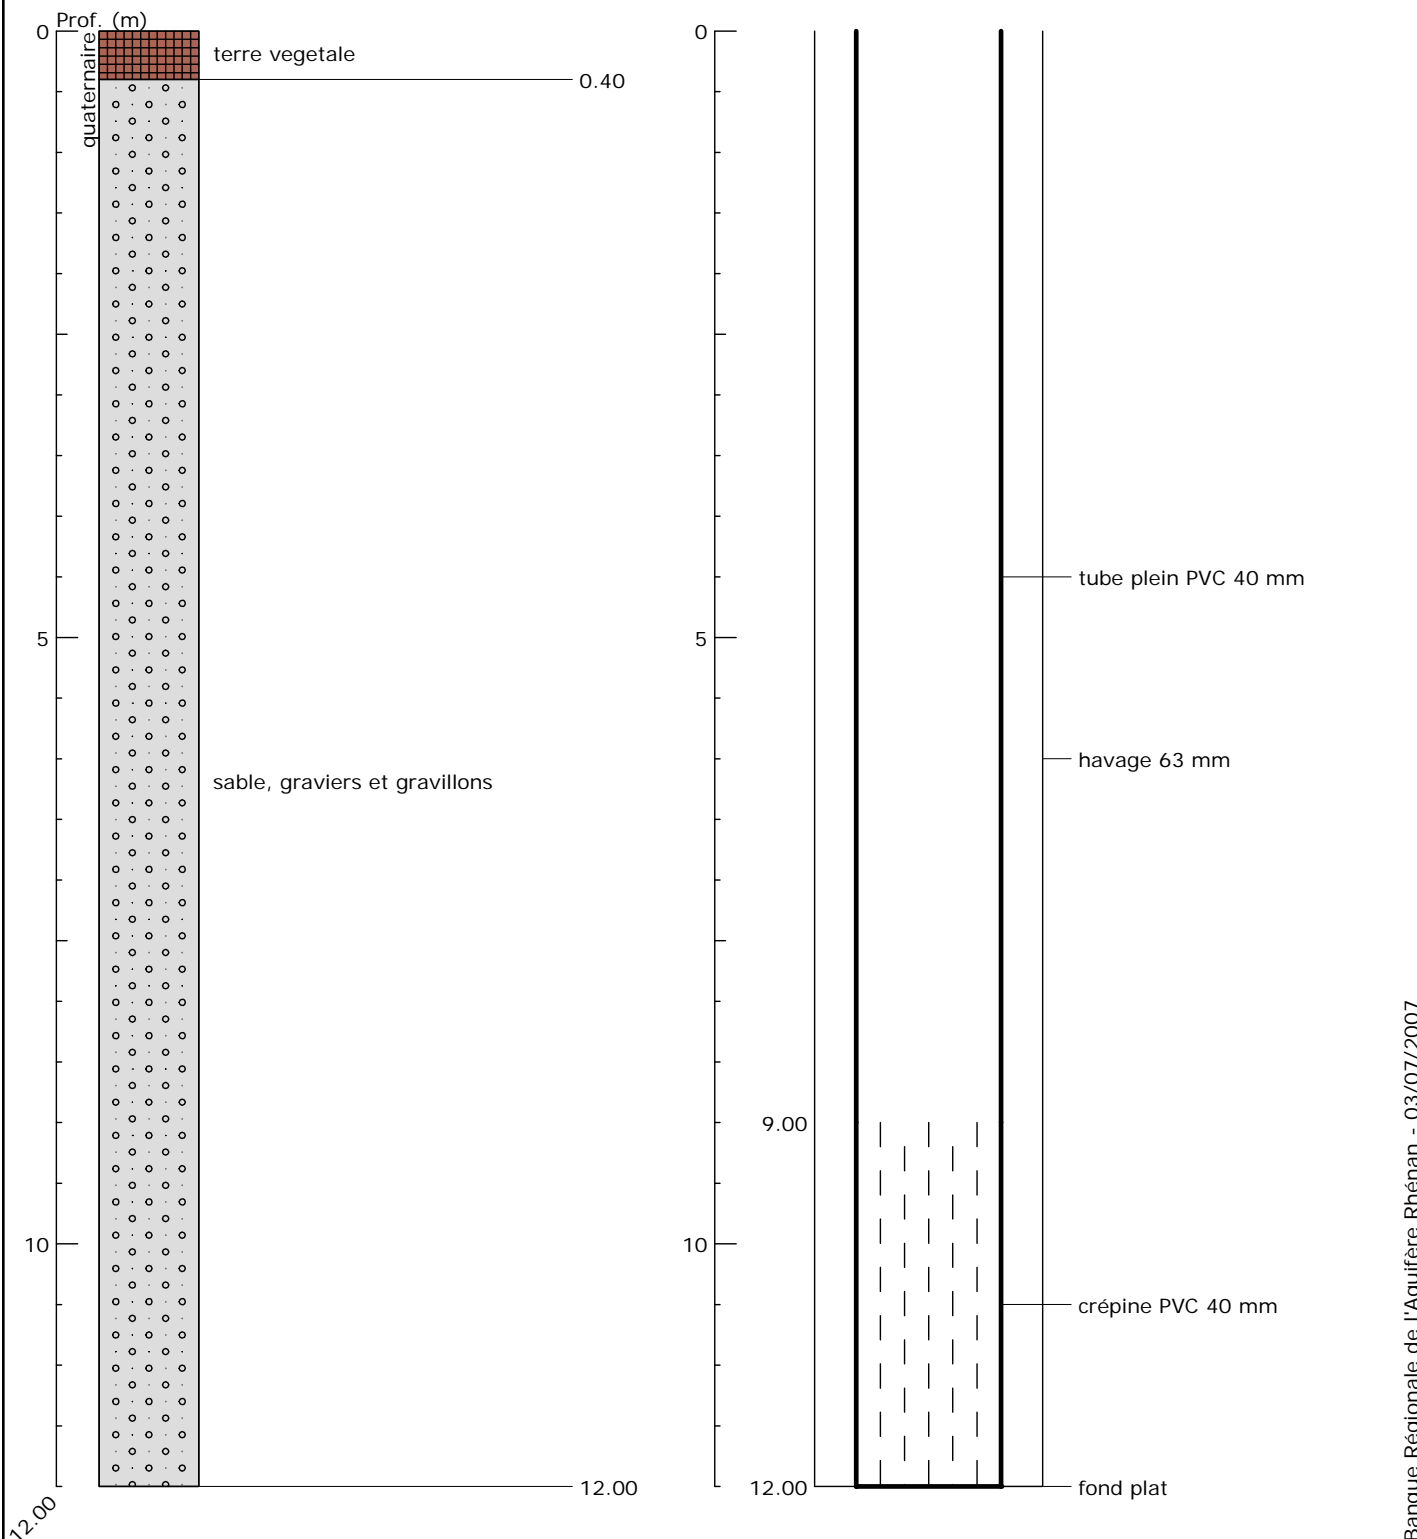 Prof. (m)
0
quaternaire
terre vegetale
0.40
5
sable, graviers et gravillons
10
12.00
12.00
0
tube plein PVC 40 mm
5
havage 63 mm
9.00
10
crépine PVC 40 mm
12.00
fond plat
Banque Régionale de l'Aquifère Rhénan - 03/07/2007